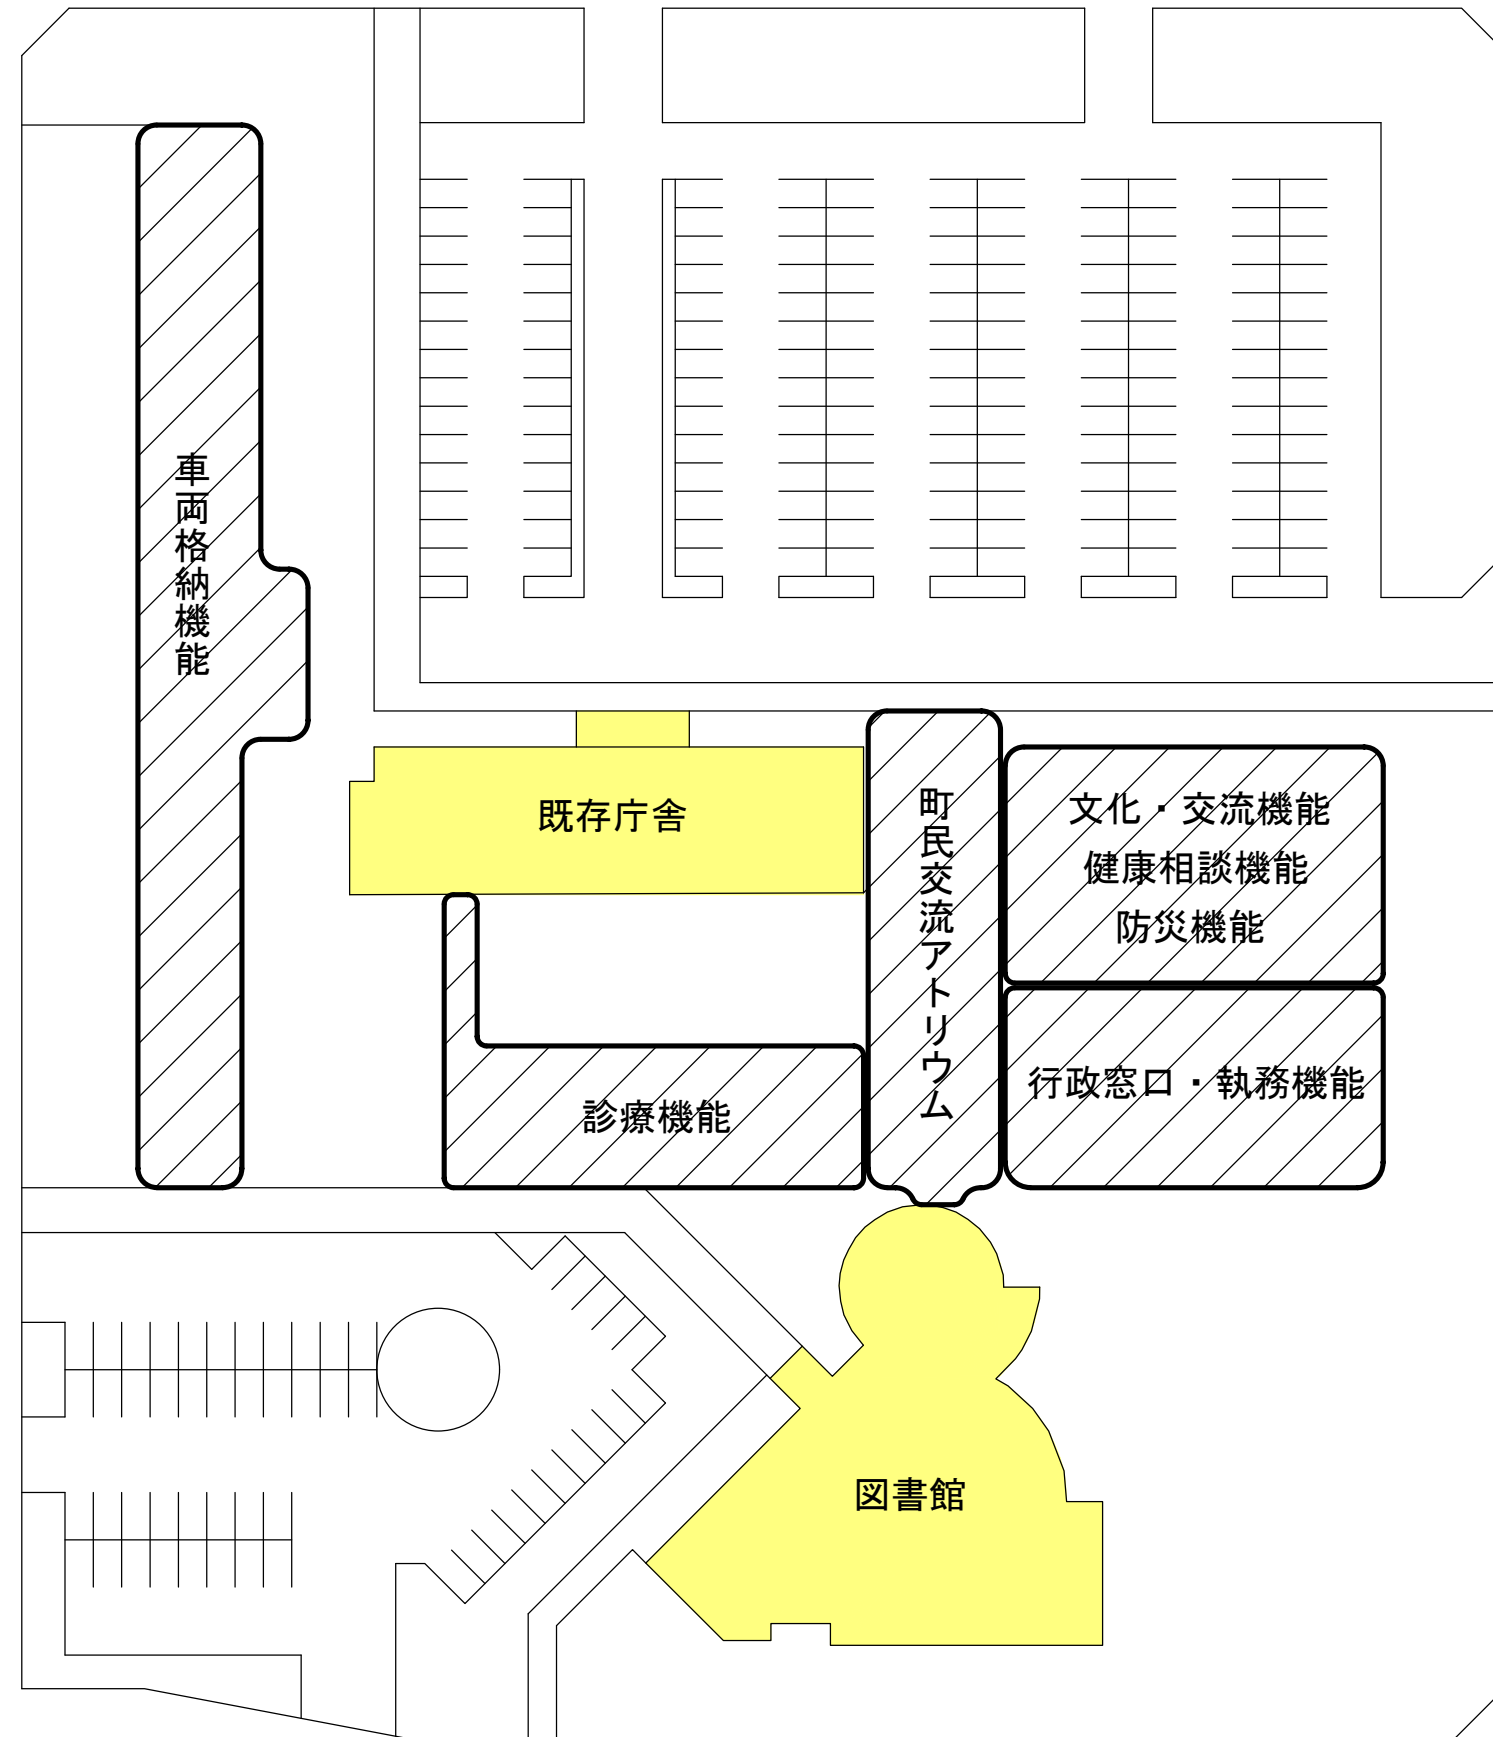 車両格納機能
既存庁舎
町民交流アトリウム
文化・交流機能
健康相談機能
防災機能
行政窓口・執務機能
診療機能
図書館